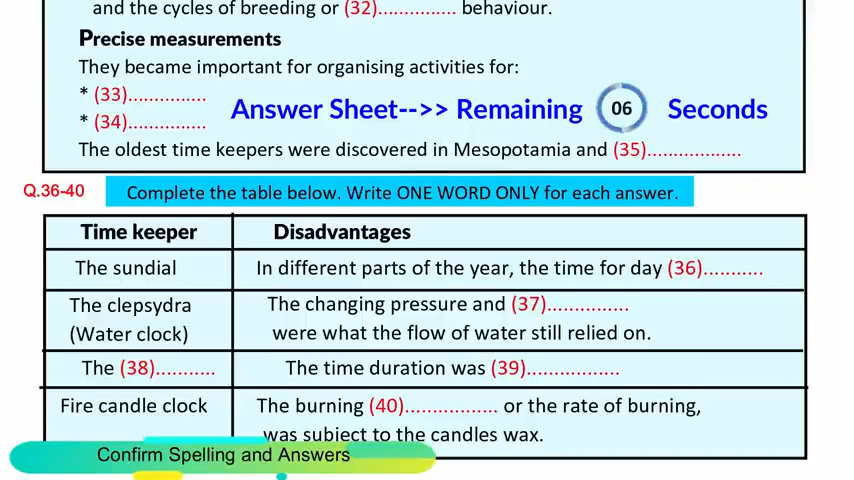 and the cycles of breeding or (32).............. behaviour.
Precise measurements
They became important for organising activities for:
* (33)..............
* (34)..............
Answer Sheet-->> Remaining 06 Seconds
The oldest time keepers were discovered in Mesopotamia and (35).................
Q.36-40
Complete the table below. Write ONE WORD ONLY for each answer.
Time keeper Disadvantages
The sundial In different parts of the year, the time for day (36)...........
The clepsydra The changing pressure and (37)...............
(Water clock) were what the flow of water still relied on.
The (38)........... The time duration was (39).................
Fire candle clock The burning (40)................. or the rate of burning,
was subject to the candles wax.
Confirm Spelling and Answers